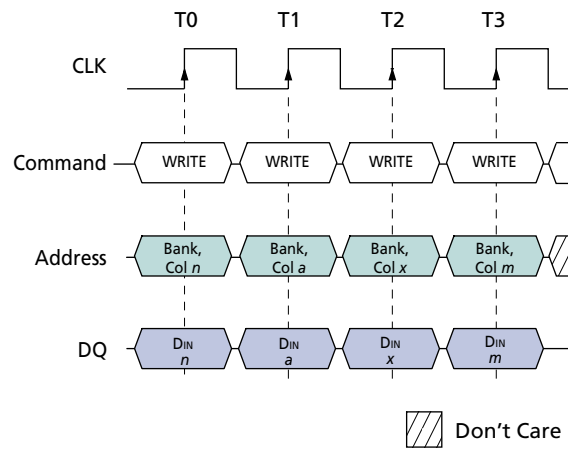 T0 T1 T2 T3
CLK
Command WRITE WRITE WRITE WRITE
Address Bank, Col n Bank, Col a Bank, Col x Bank, Col m
DQ DIN n DIN a DIN x DIN m
Don't Care